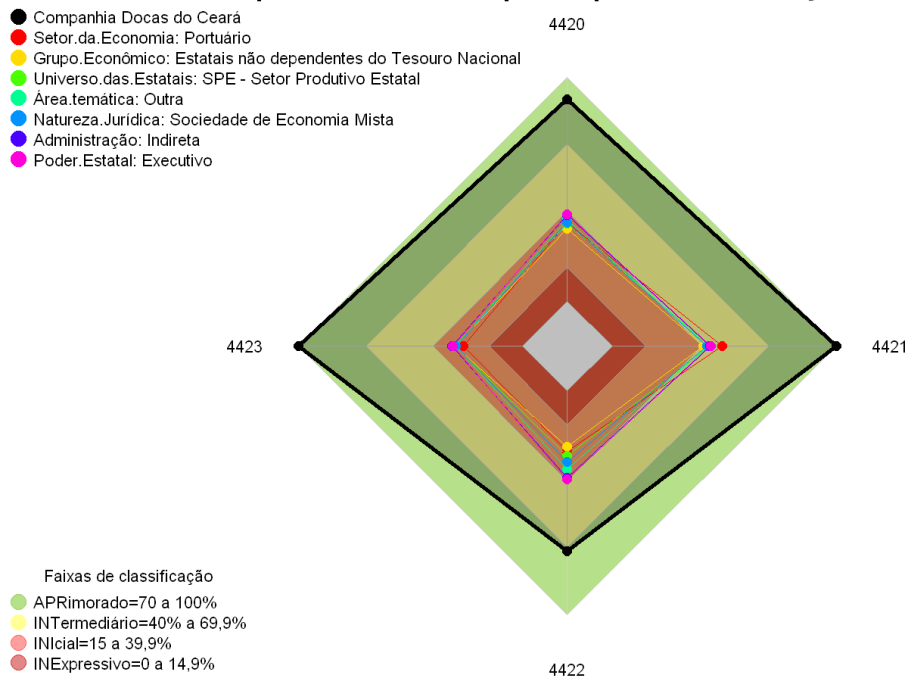 4420
Companhia Docas do Ceará
Setor.da.Economia: Portuário
Grupo.Econômico: Estatais não dependentes do Tesouro Nacional
Universo.das.Estatais: SPE - Setor Produtivo Estatal
Área.temática: Outra
Natureza.Jurídica: Sociedade de Economia Mista
Administração: Indireta
Poder.Estatal: Executivo
4423
4421
Faixas de classificação
APRimorado=70 a 100%
INTermediário=40% a 69,9%
INIcial=15 a 39,9%
INExpressivo=0 a 14,9%
4422